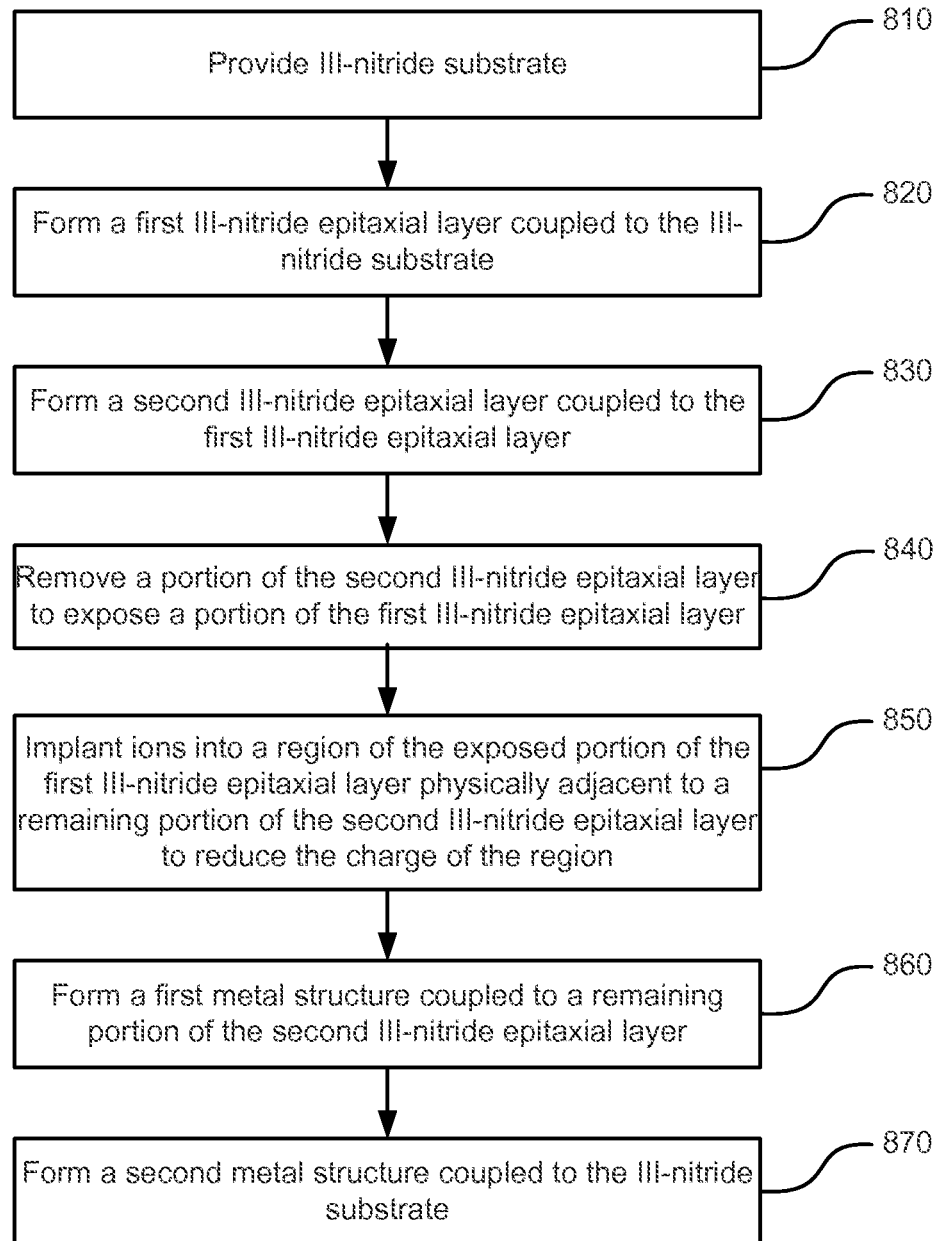 810
Provide III-nitride substrate
820
Form a first III-nitride epitaxial layer coupled to the III-
nitride substrate
830
Form a second III-nitride epitaxial layer coupled to the
first III-nitride epitaxial layer
840
Remove a portion of the second III-nitride epitaxial layer
to expose a portion of the first III-nitride epitaxial layer
850
Implant ions into a region of the exposed portion of the
first III-nitride epitaxial layer physically adjacent to a
remaining portion of the second III-nitride epitaxial layer
to reduce the charge of the region
860
Form a first metal structure coupled to a remaining
portion of the second III-nitride epitaxial layer
870
Form a second metal structure coupled to the III-nitride
substrate